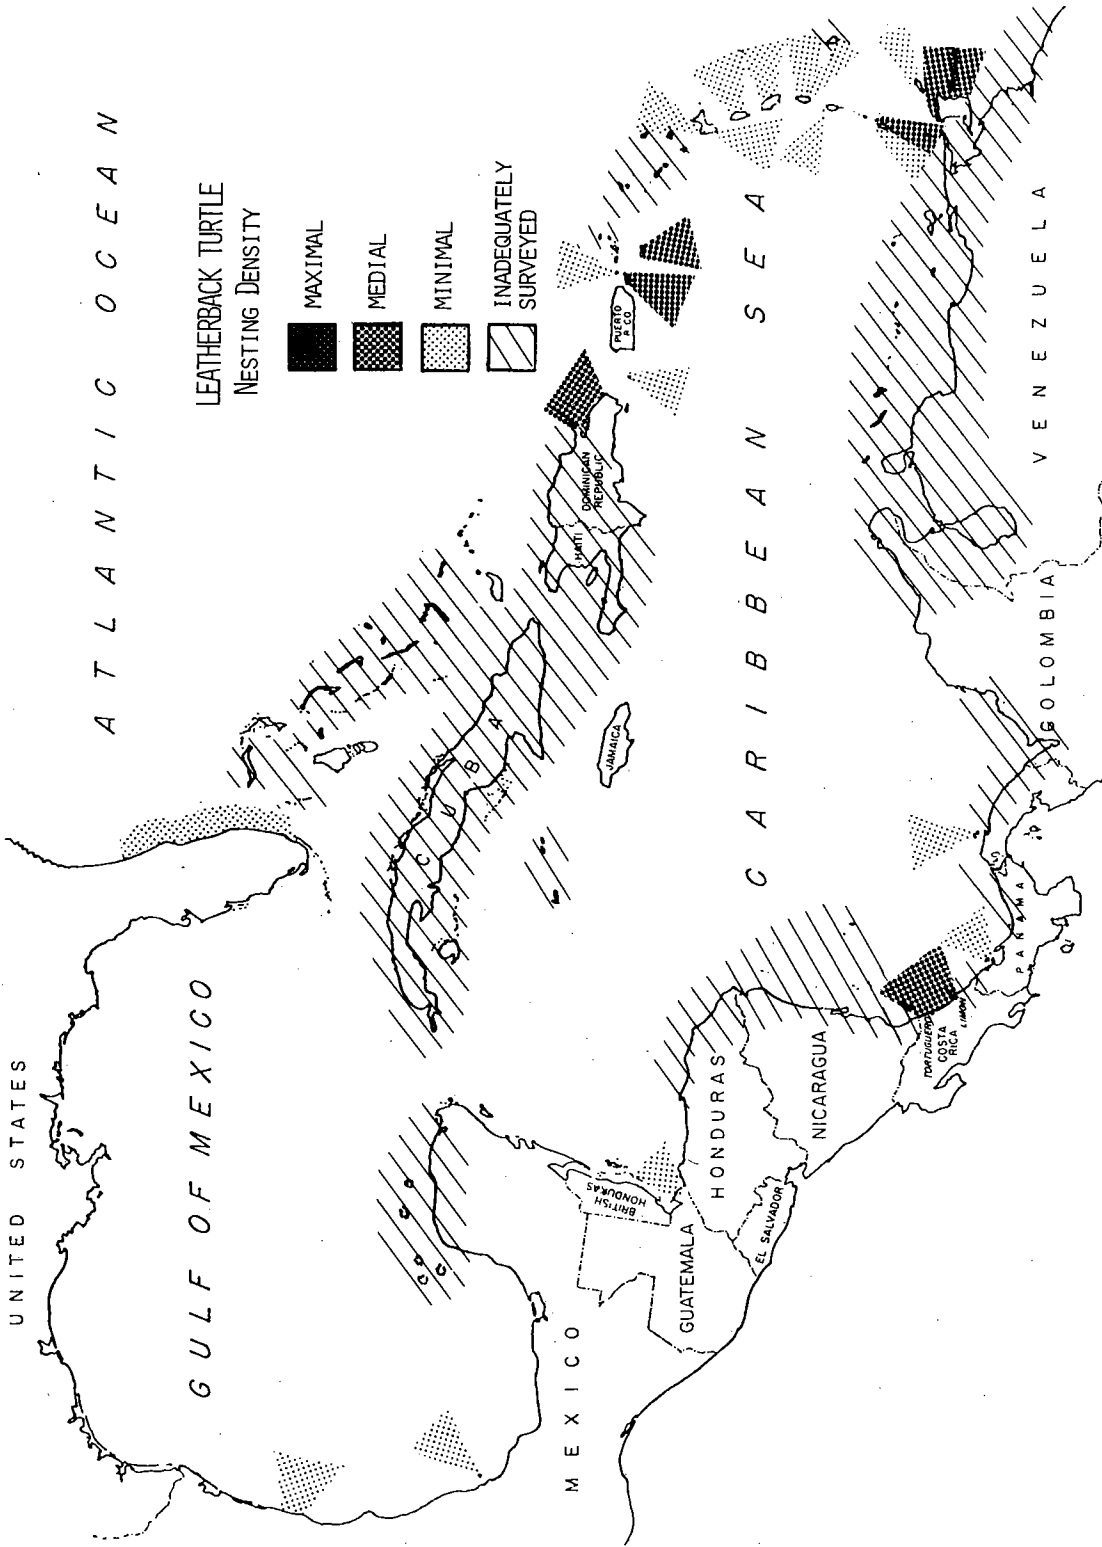 UNITED STATES
ATLANTIC OCEAN
GULF OF MEXICO
LEATHERBACK TURTLE
NESTING DENSITY
MAXIMAL
MEDIAL
MINIMAL
INADEQUATELY
SURVEYED
CUBA
HAITI
DOMINICAN
REPUBLIC
PUERTO
RICO
JAMAICA
MEXICO
BRITISH
HONDURAS
GUATEMALA
HONDURAS
EL SALVADOR
NICARAGUA
CARIBBEAN SEA
TORTUGUERO
COSTA
RICA
LIMON
PANAMA
COLOMBIA
VENEZUELA